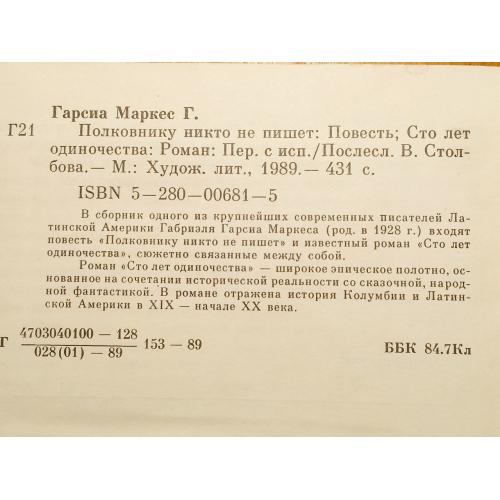 Гарсиа Маркес Г.
Г21 Полковнику никто не пишет: Повесть; Сто лет
одиночества: Роман: Пер. с исп./Послесл. В. Стол-
бова.— М.: Худож. лит., 1989.— 431 с.
ISBN 5—280—00681—5
В сборник одного из крупнейших современных писателей Ла-
тинской Америки Габриэля Гарсиа Маркеса (род. в 1928 г.) входят
повесть «Полковнику никто не пишет» и известный роман «Сто лет
одиночества», сюжетно связанные между собой.
Роман «Сто лет одиночества» — широкое эпическое полотно, ос-
нованное на сочетании исторической реальности со сказочной, народ-
ной фантастикой. В романе отражена история Колумбии и Латин-
ской Америки в XIX — начале XX века.
Г 4703040100 — 128
028(01) — 89
153 — 89
ББК 84.7Кл